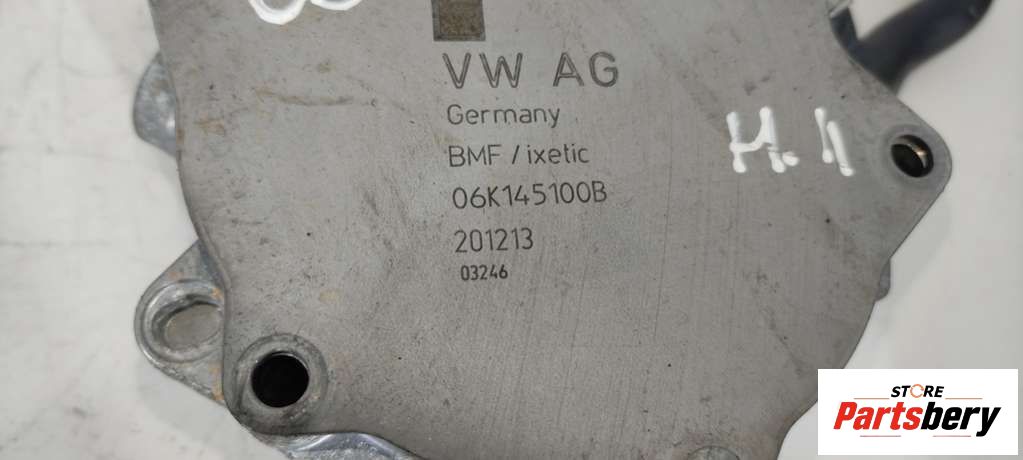 VW AG
Germany
BMF / ixetic
06K145100B
201213
03246
H.1
STORE
Partsbery